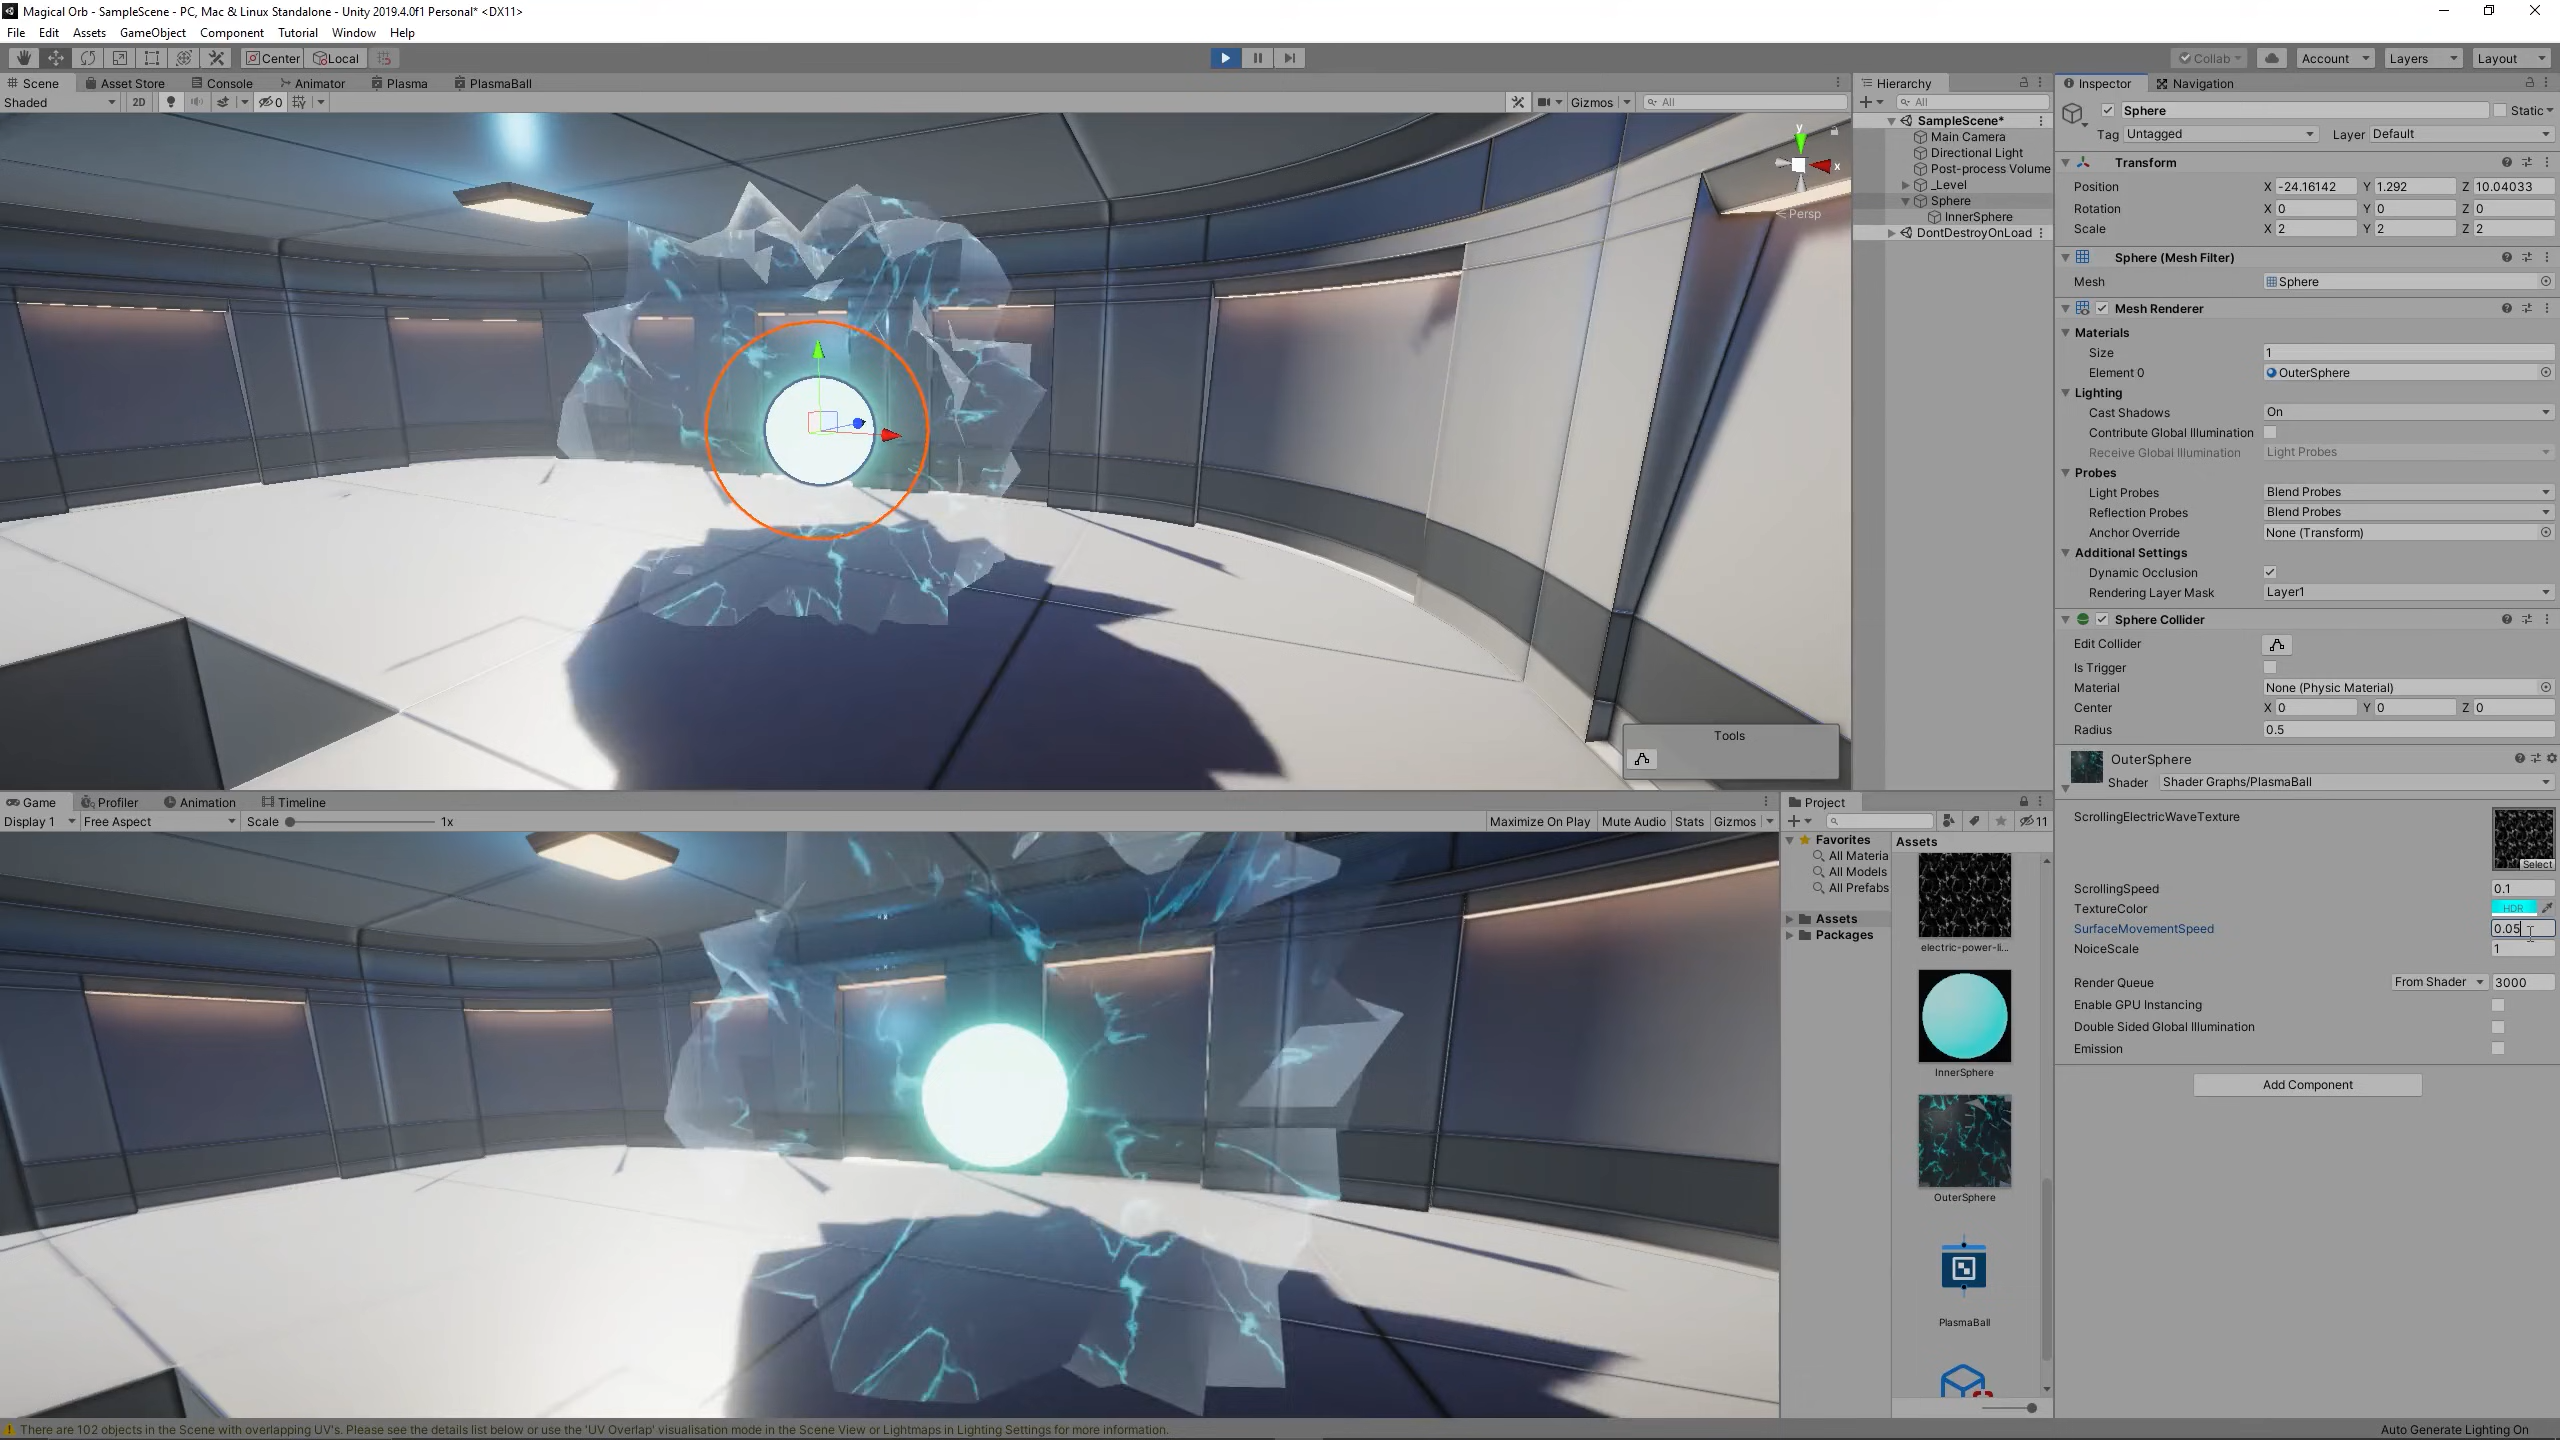 Magical Orb - SampleScene - PC, Mac & Linux Standalone - Unity 2019.4.0f1 Personal* <DX11>
File Edit Assets GameObject Component Tutorial Window Help
Center Local
Collab Account Layers Layout
Scene Asset Store Console Animator Plasma PlasmaBall
Shaded 2D 0 Gizmos All
y
x
Persp
Tools
Hierarchy
All
SampleScene*
Main Camera
Directional Light
Post-process Volume
_Level
Sphere
InnerSphere
DontDestroyOnLoad
Inspector Navigation
Sphere Static
Tag Untagged Layer Default
Transform
Position X -24.16142 Y 1.292 Z 10.04033
Rotation X 0 Y 0 Z 0
Scale X 2 Y 2 Z 2
Sphere (Mesh Filter)
Mesh Sphere
Mesh Renderer
Materials
Size 1
Element 0 OuterSphere
Lighting
Cast Shadows On
Contribute Global Illumination
Receive Global Illumination Light Probes
Probes
Light Probes Blend Probes
Reflection Probes Blend Probes
Anchor Override None (Transform)
Additional Settings
Dynamic Occlusion
Rendering Layer Mask Layer1
Sphere Collider
Edit Collider
Is Trigger
Material None (Physic Material)
Center X 0 Y 0 Z 0
Radius 0.5
OuterSphere
Shader Shader Graphs/PlasmaBall
ScrollingElectricWaveTexture
Select
ScrollingSpeed 0.1
TextureColor HDR
SurfaceMovementSpeed 0.05
NoiceScale 1
Render Queue From Shader 3000
Enable GPU Instancing
Double Sided Global Illumination
Emission
Add Component
Game Profiler Animation Timeline
Display 1 Free Aspect Scale 1x Maximize On Play Mute Audio Stats Gizmos
Project
11
Favorites
All Materia
All Models
All Prefabs
Assets
Packages
Assets
electric-power-li...
InnerSphere
OuterSphere
PlasmaBall
There are 102 objects in the Scene with overlapping UV's. Please see the details list below or use the 'UV Overlap' visualisation mode in the Scene View or Lightmaps in Lighting Settings for more information.
Auto Generate Lighting On